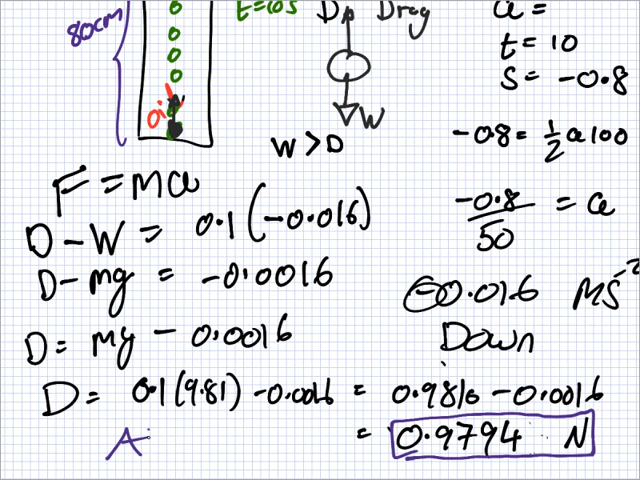 80cm
t=10s
D Drag
a =
t = 10
s = -0.8
W
W > D
-0.8 = 1/2 a 100
F = ma
D - W = 0.1(-0.016)
-0.8/50 = a
D - mg = -0.0016
-0.016 ms^-2
Down
D = mg - 0.0016
D = 0.1(9.81) - 0.0016 = 0.9810 - 0.0016
= 0.9794 N